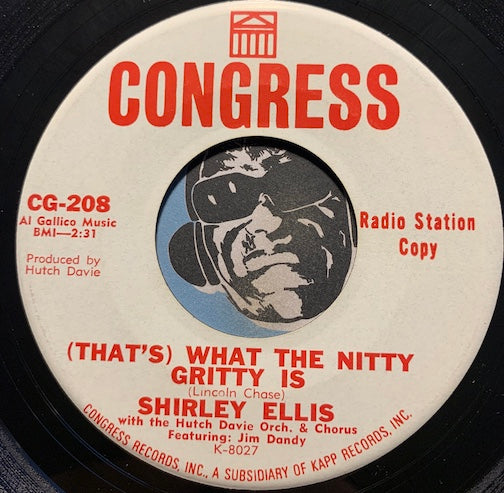 CONGRESS
CG-208
Al Gallico Music
BMI—2:31
Produced by
Hutch Davie
Radio Station
Copy
(THAT'S) WHAT THE NITTY
GRITTY IS
(Lincoln Chase)
SHIRLEY ELLIS
with the Hutch Davie Orch. & Chorus
Featuring: Jim Dandy
K-8027
CONGRESS RECORDS, INC., A SUBSIDIARY OF KAPP RECORDS, INC.